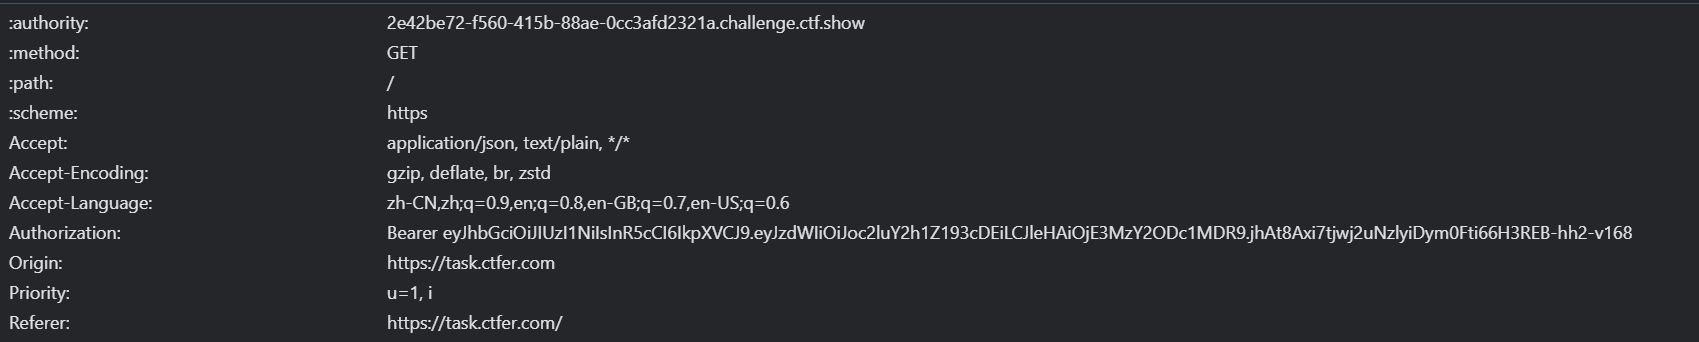 :authority: 2e42be72-f560-415b-88ae-0cc3afd2321a.challenge.ctf.show
:method: GET
:path: /
:scheme: https
Accept: application/json, text/plain, */*
Accept-Encoding: gzip, deflate, br, zstd
Accept-Language: zh-CN,zh;q=0.9,en;q=0.8,en-GB;q=0.7,en-US;q=0.6
Authorization: Bearer eyJhbGciOiJIUzI1NiIsInR5cCI6IkpXVCJ9.eyJzdWIiOiJoc2luY2h1Z193cDEiLCJleHAiOjE3MzY2ODc1MDR9.jhAt8Axi7tjwj2uNzlyiDym0Fti66H3REB-hh2-v168
Origin: https://task.ctfer.com
Priority: u=1, i
Referer: https://task.ctfer.com/